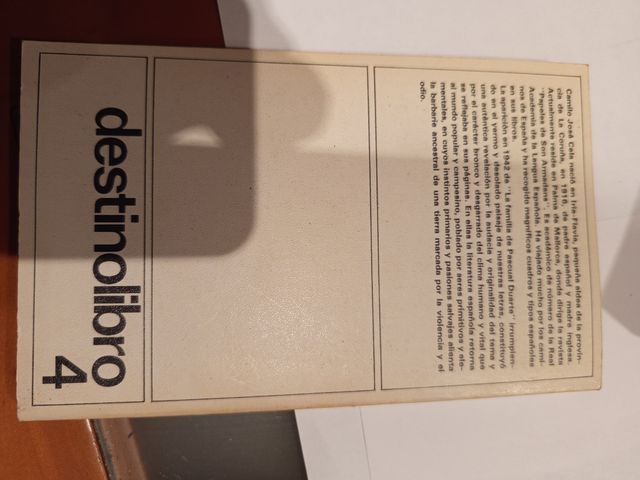 Camilo José Cela nació en Iria-Flavia, pequeña aldea de la provin-
cia de La Coruña, en 1916, de padre español y madre inglesa.
Actualmente reside en Palma de Mallorca, donde dirige la revista
"Papeles de Son Armadans". Es académico de número de la Real
Academia de la Lengua Española. Ha viajado mucho por los cami-
nos de España y ha recogido magníficos cuadros y tipos españoles
en sus libros.
La aparición en 1942 de "La familia de Pascual Duarte" irrumpien-
do en el yermo y desolado paisaje de nuestras letras, constituyó
una auténtica revelación por la audacia y originalidad del tema y
por el carácter bronco y desgarrado del clima humano y vital que
se reflejaba en sus páginas. En ellas la literatura española retorna
al mundo popular y campesino, poblado por seres primitivos y ele-
mentales, en cuyos instintos primarios y pasiones salvajes alienta
la barbarie ancestral de una tierra marcada por la violencia y el
odio.
destinolibro
4